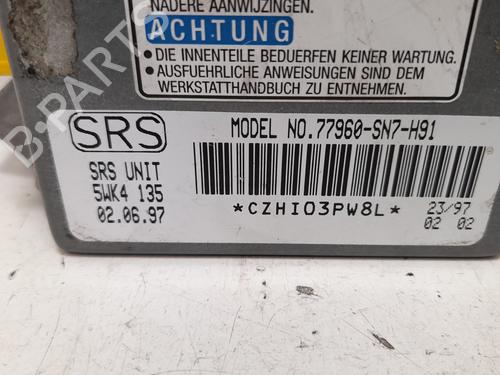 NADERE AANWIJZINGEN.
ACHTUNG
• DIE INNENTEILE BEDUERFEN KEINER WARTUNG.
• AUSFUEHRLICHE ANWEISUNGEN SIND DEM
WERKSTATTHANDBUCH ZU ENTNEHMEN.
SRS
MODEL NO.77960-SN7-H91
SRS UNIT
5WK4 135
02.06.97
*CZHIO3PW8L*
23/97
02 02
B-PARTS